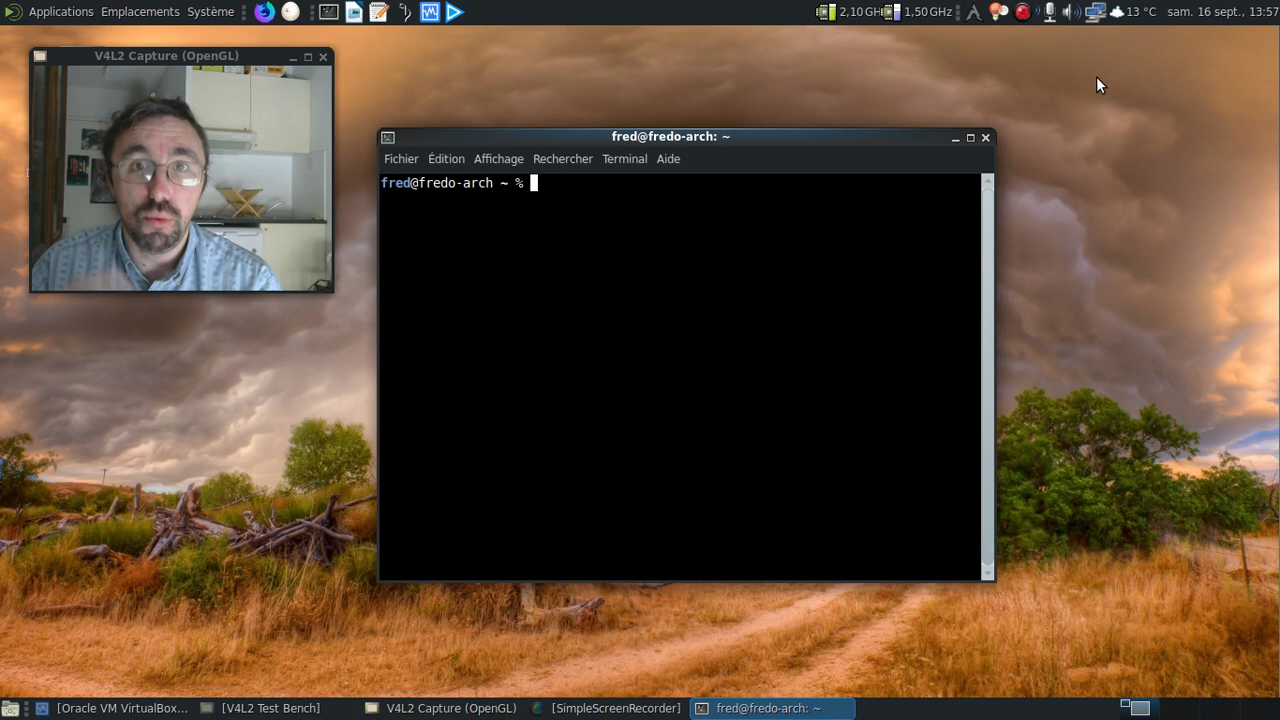 Applications Emplacements Système
2,10 GHz 1,50 GHz 13 °C sam. 16 sept., 13:57
V4L2 Capture (OpenGL)
fred@fredo-arch: ~
Fichier Édition Affichage Rechercher Terminal Aide
fred@fredo-arch ~ %
[Oracle VM VirtualBox... [V4L2 Test Bench] V4L2 Capture (OpenGL) [SimpleScreenRecorder] fred@fredo-arch: ~